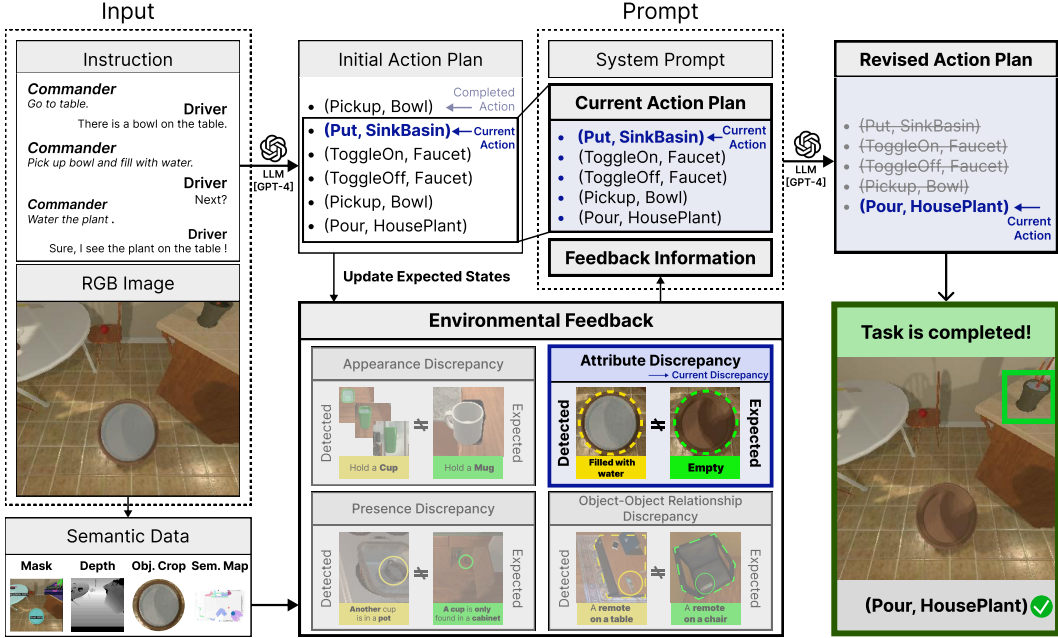 Input
Instruction
Commander
Go to table.
Driver
There is a bowl on the table.
Commander
Pick up bowl and fill with water.
Driver
Next?
Commander
Water the plant .
Driver
Sure, I see the plant on the table !
RGB Image
Semantic Data
Mask
Depth
Obj. Crop
Sem. Map
LLM
[GPT-4]
Initial Action Plan
Completed
Action
• (Pickup, Bowl)
• (Put, SinkBasin)
Current
Action
• (ToggleOn, Faucet)
• (ToggleOff, Faucet)
• (Pickup, Bowl)
• (Pour, HousePlant)
Update Expected States
Prompt
System Prompt
Current Action Plan
• (Put, SinkBasin)
Current
Action
• (ToggleOn, Faucet)
• (ToggleOff, Faucet)
• (Pickup, Bowl)
• (Pour, HousePlant)
Feedback Information
LLM
[GPT-4]
Revised Action Plan
• (Put, SinkBasin)
• (ToggleOn, Faucet)
• (ToggleOff, Faucet)
• (Pickup, Bowl)
• (Pour, HousePlant)
Current
Action
Environmental Feedback
Appearance Discrepancy
Detected
≠
Expected
Hold a Cup
Hold a Mug
Attribute Discrepancy
Current Discrepancy
Detected
≠
Expected
Filled with
water
Empty
Presence Discrepancy
Detected
≠
Expected
Another cup
is in a pot
A cup is only
found in a cabinet
Object-Object Relationship
Discrepancy
Detected
≠
Expected
A remote
on a table
A remote
on a chair
Task is completed!
(Pour, HousePlant)